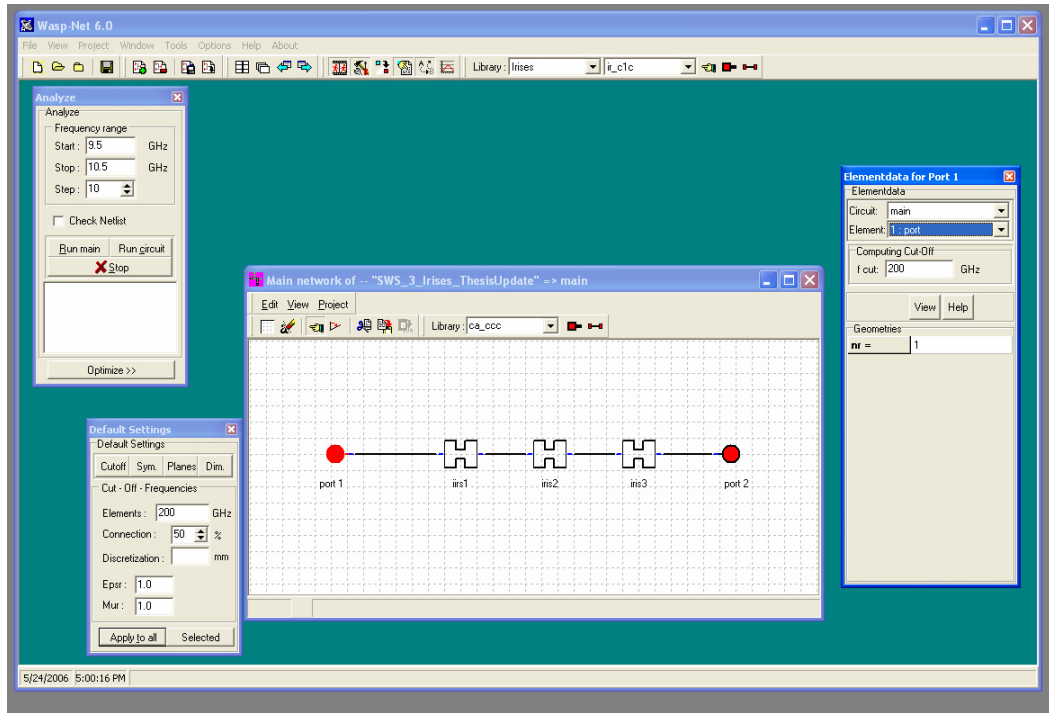 Wasp-Net 6.0
File View Project Window Tools Options Help About
Library: Irises ir_c1c
Analyze
Analyze
Frequency range
Start: 9.5 GHz
Stop: 10.5 GHz
Step: 10
Check Netlist
Run main Run circuit
Stop
Optimize >>
Default Settings
Default Settings
Cutoff Sym. Planes Dim.
Cut - Off - Frequencies
Elements: 200 GHz
Connection: 50 %
Discretization: mm
Epsr: 1.0
Mur: 1.0
Apply to all Selected
Main network of -- "SWS_3_Irises_ThesisUpdate" => main
Edit View Project
Library: ca_ccc
port 1 iirs1 iris2 iris3 port 2
Elementdata for Port 1
Elementdata
Circuit: main
Element: 1 : port
Computing Cut-Off
f cut: 200 GHz
View Help
Geometries
nr = 1
5/24/2006 5:00:16 PM